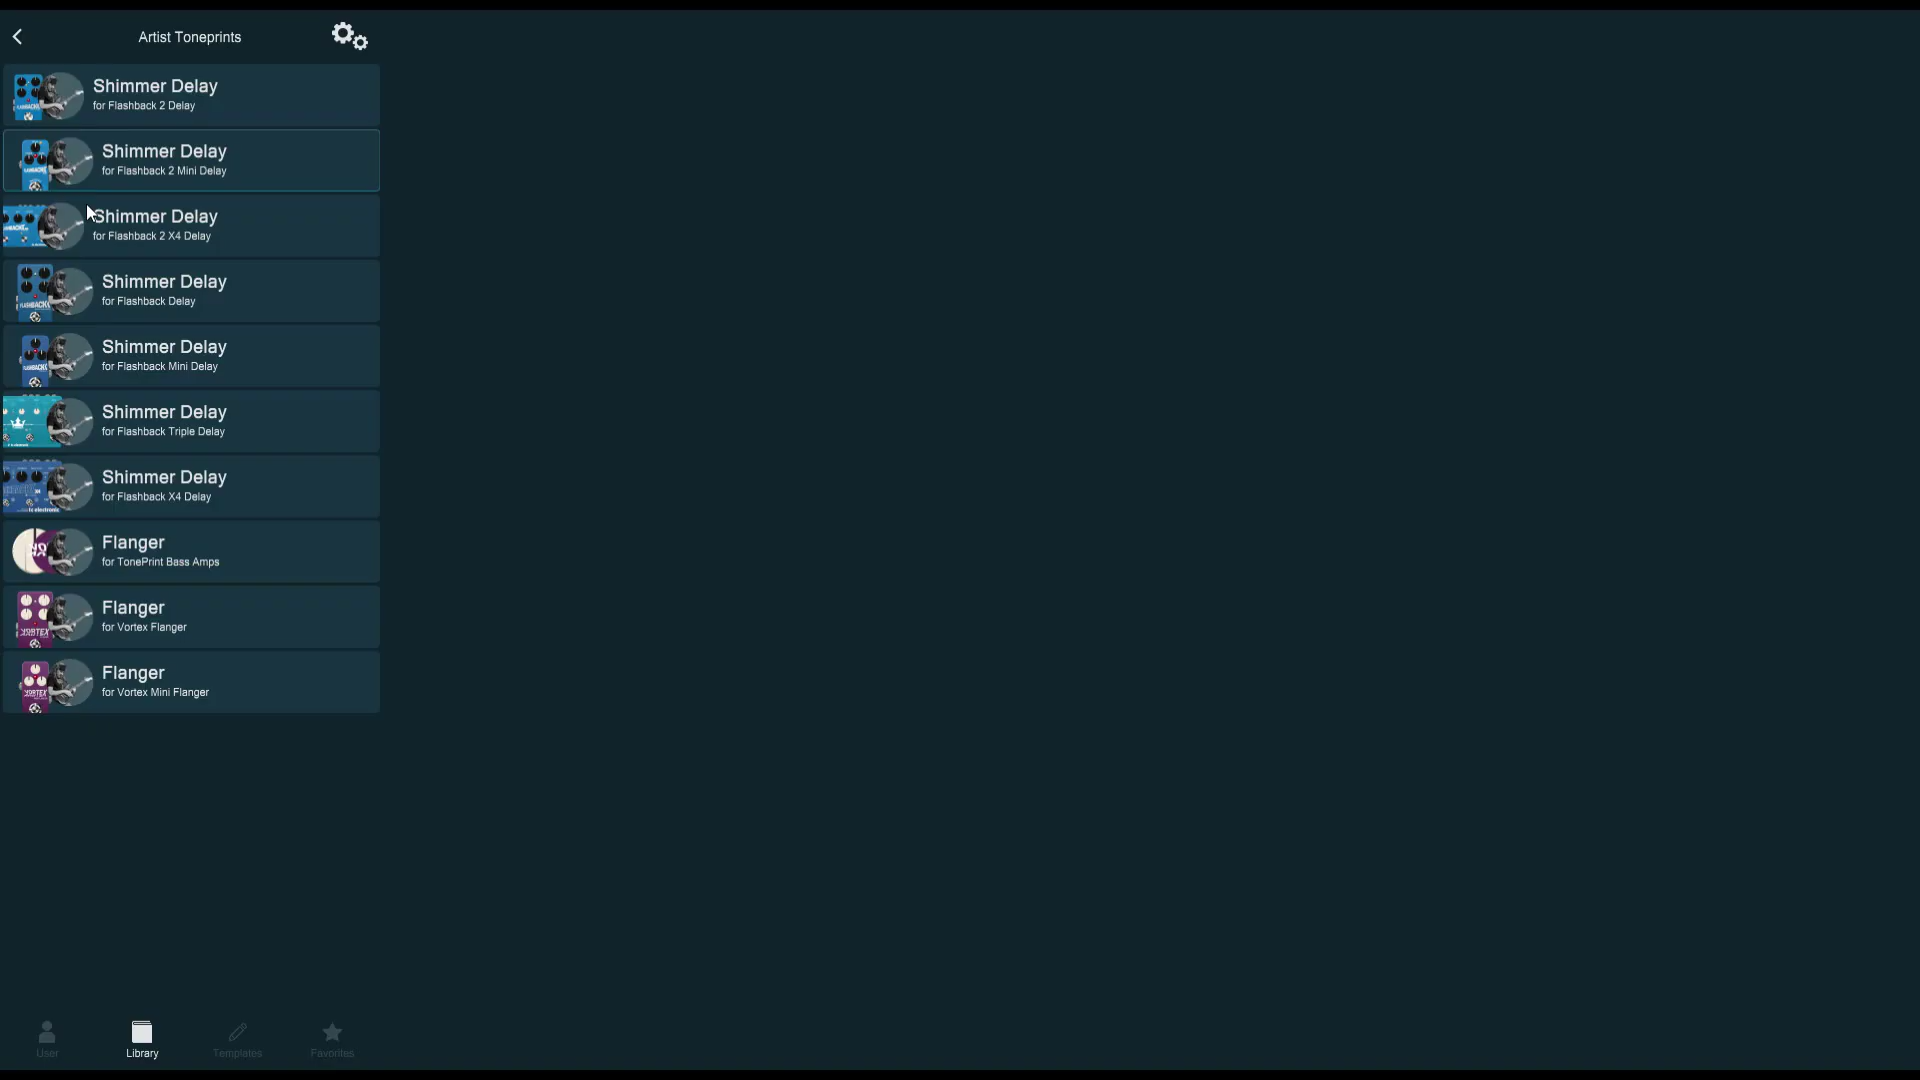 Artist Toneprints
Shimmer Delay
for Flashback 2 Delay
Shimmer Delay
for Flashback 2 Mini Delay
Shimmer Delay
for Flashback 2 X4 Delay
Shimmer Delay
for Flashback Delay
Shimmer Delay
for Flashback Mini Delay
Shimmer Delay
for Flashback Triple Delay
Shimmer Delay
for Flashback X4 Delay
Flanger
for TonePrint Bass Amps
Flanger
for Vortex Flanger
Flanger
for Vortex Mini Flanger
User
Library
Templates
Favorites